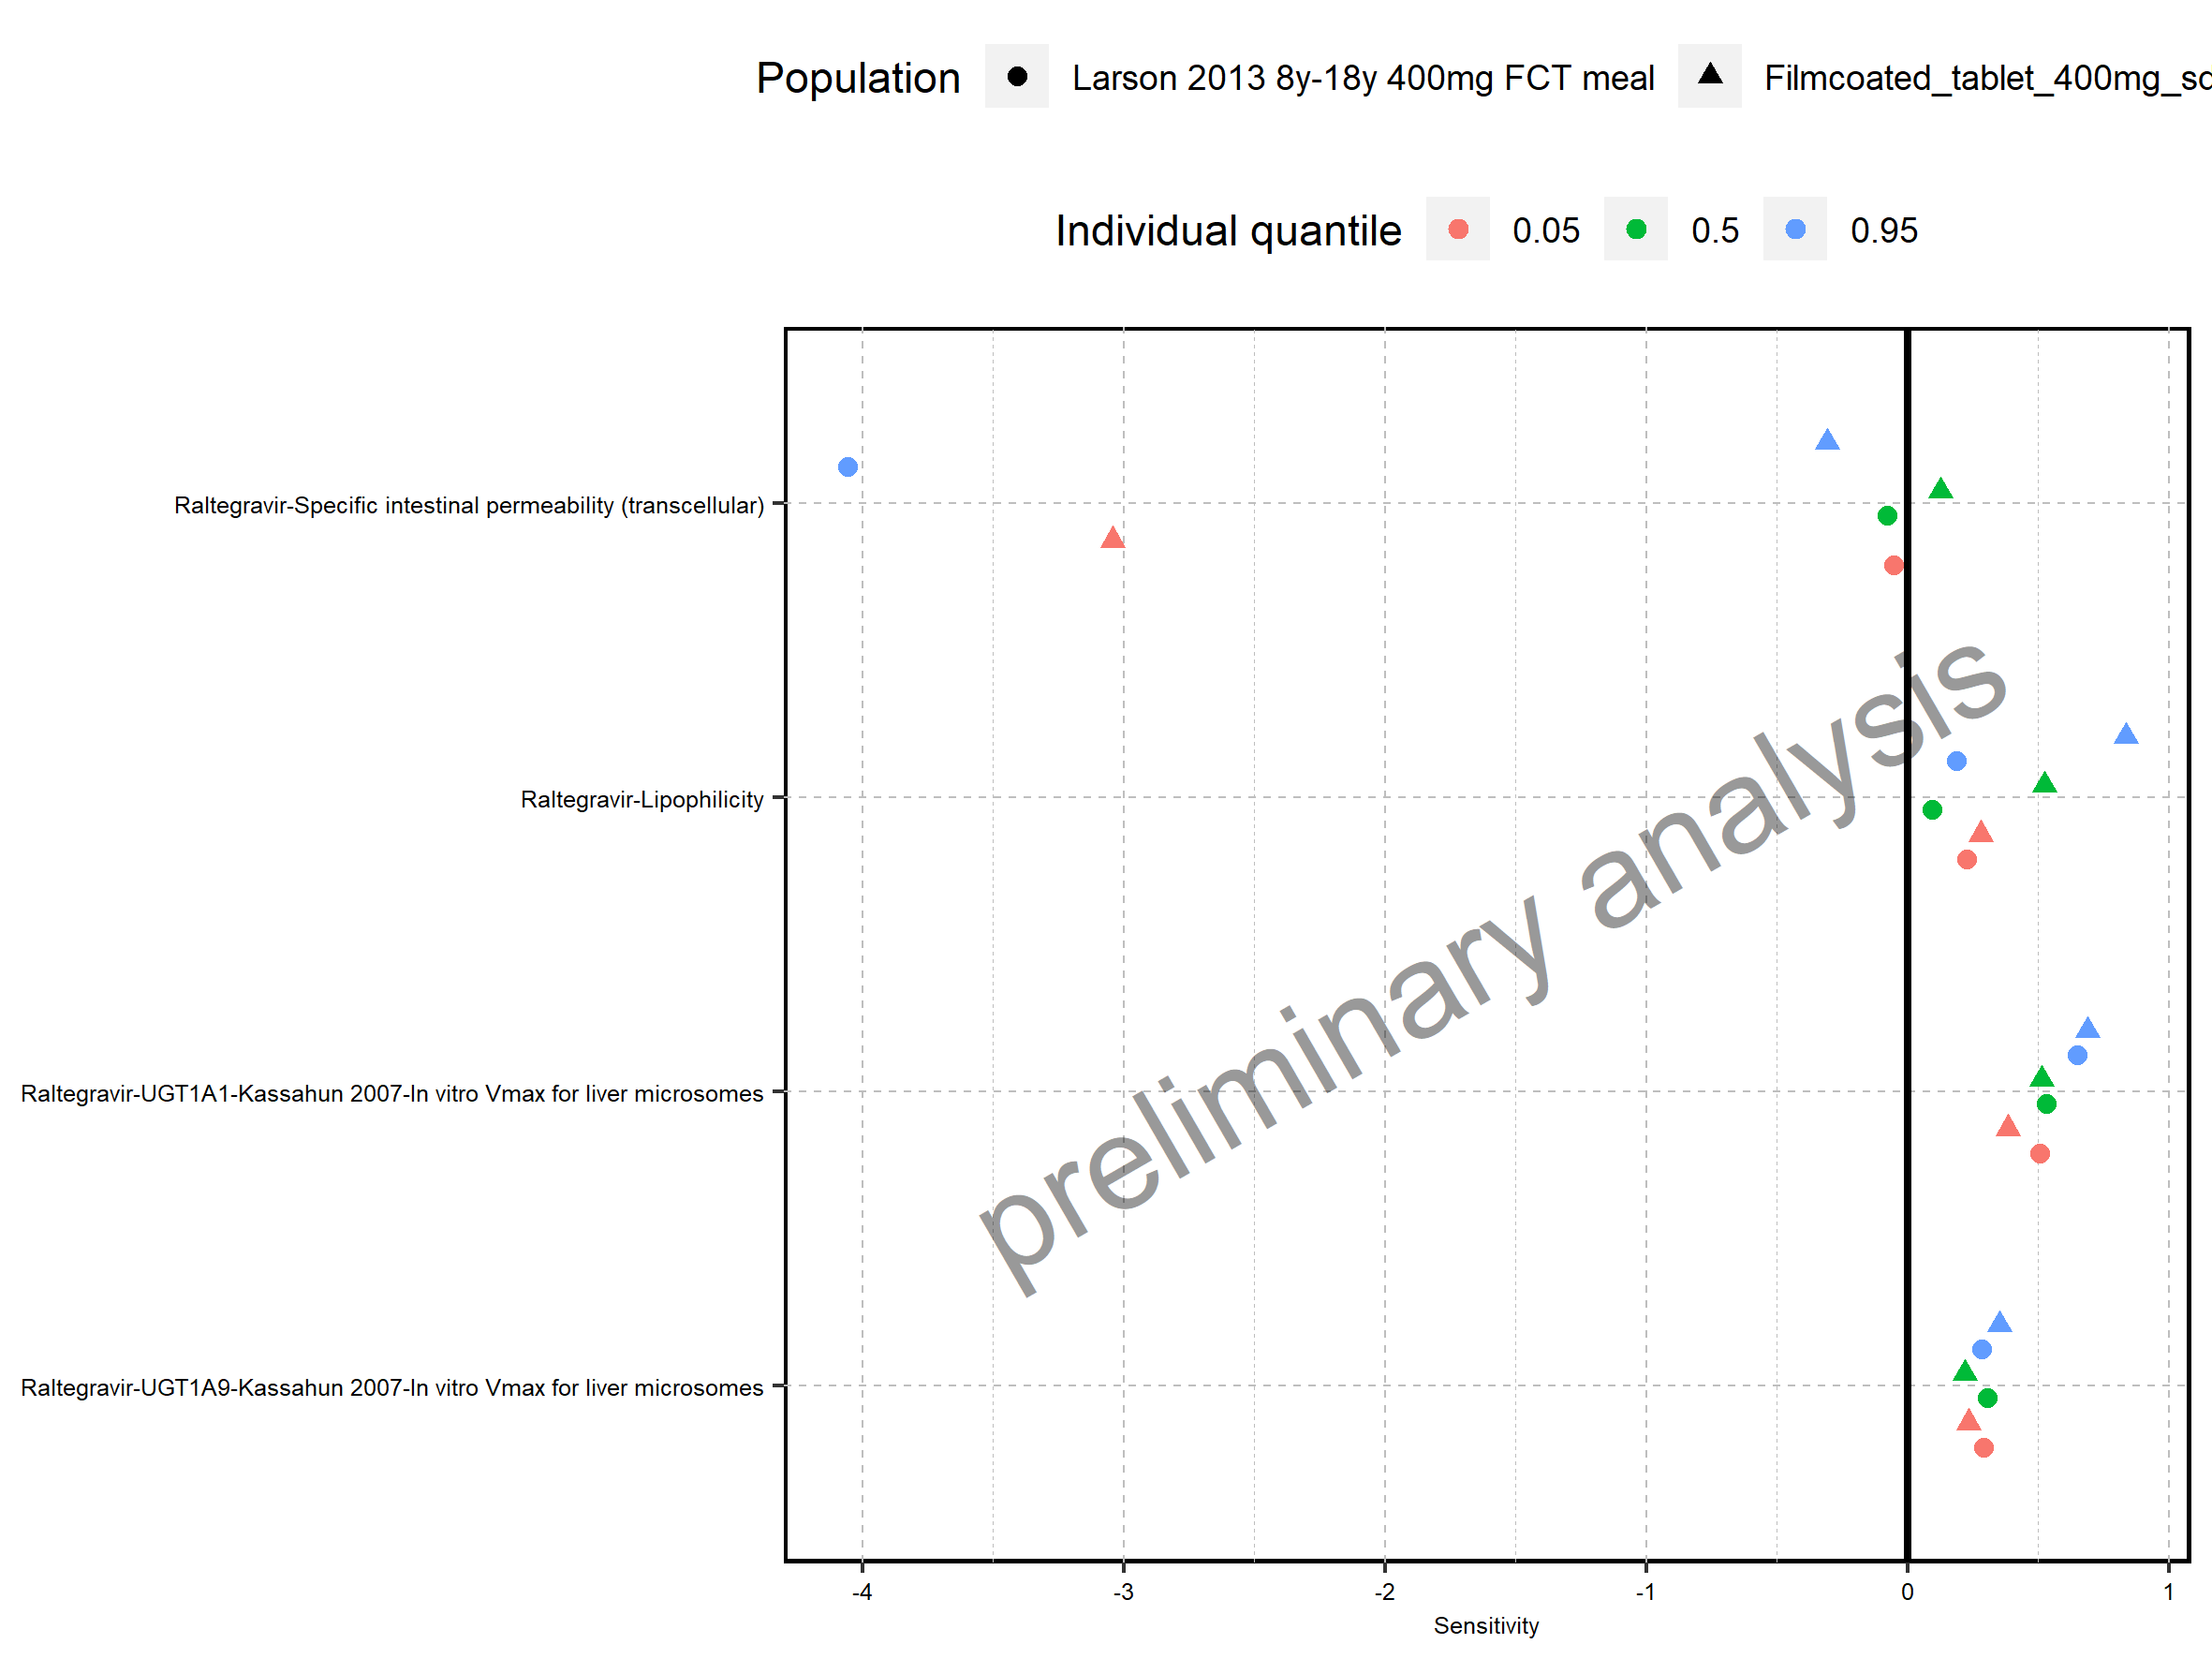 Population Larson 2013 8y-18y 400mg FCT meal Filmcoated_tablet_400mg_sd
Individual quantile 0.05 0.5 0.95
Raltegravir-Specific intestinal permeability (transcellular)
Raltegravir-Lipophilicity
Raltegravir-UGT1A1-Kassahun 2007-In vitro Vmax for liver microsomes
Raltegravir-UGT1A9-Kassahun 2007-In vitro Vmax for liver microsomes
preliminary analysis
-4 -3 -2 -1 0 1
Sensitivity